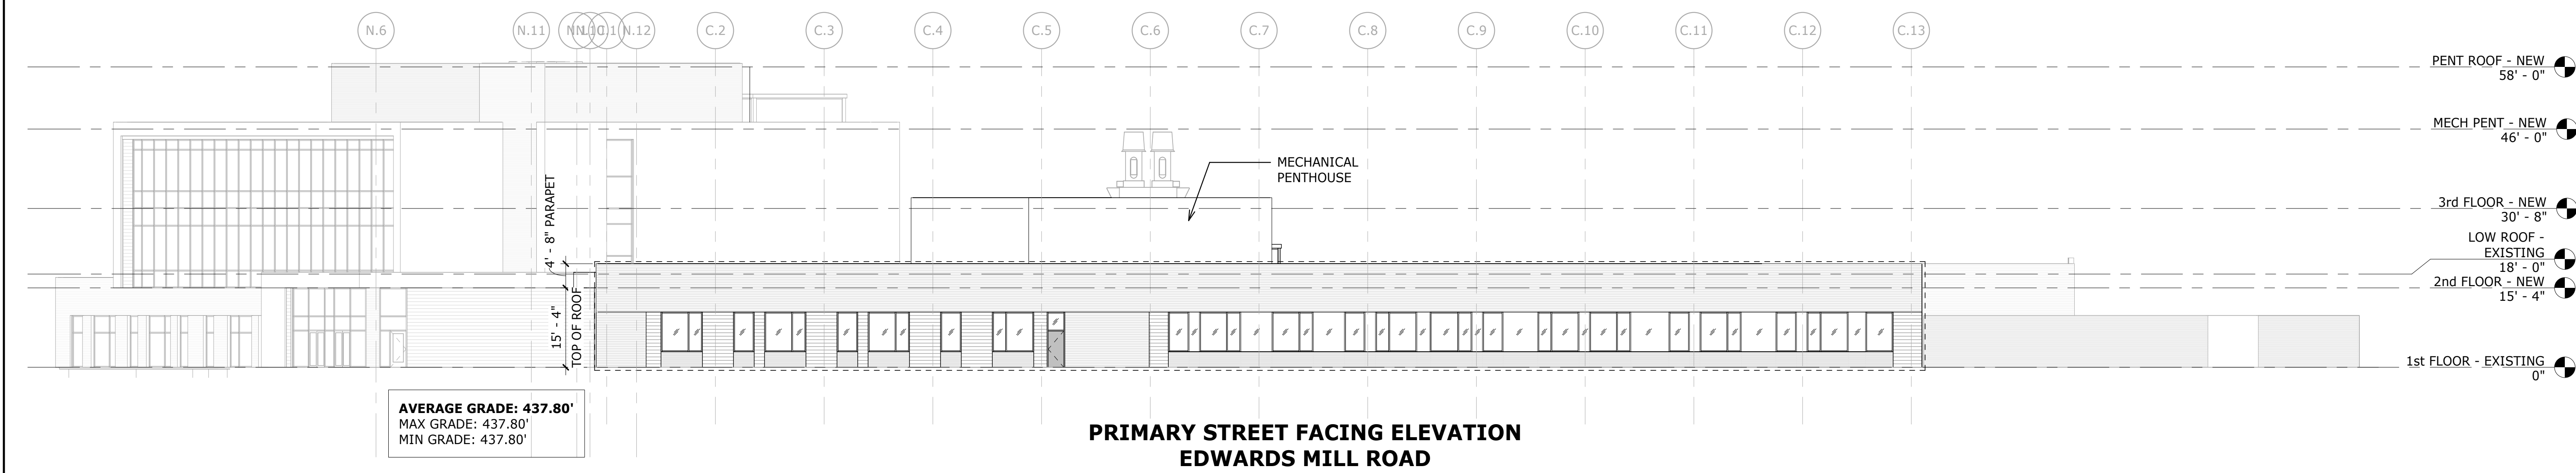 N.6
N.11
N.12
C.2
C.3
C.4
C.5
C.6
C.7
C.8
C.9
C.10
C.11
C.12
C.13
PENT ROOF - NEW
58' - 0"
MECH PENT - NEW
46' - 0"
MECHANICAL
PENTHOUSE
3rd FLOOR - NEW
30' - 8"
LOW ROOF -
EXISTING
18' - 0"
2nd FLOOR - NEW
15' - 4"
1st FLOOR - EXISTING
0"
4' - 8" PARAPET
15' - 4"
TOP OF ROOF
AVERAGE GRADE: 437.80'
MAX GRADE: 437.80'
MIN GRADE: 437.80'
PRIMARY STREET FACING ELEVATION
EDWARDS MILL ROAD